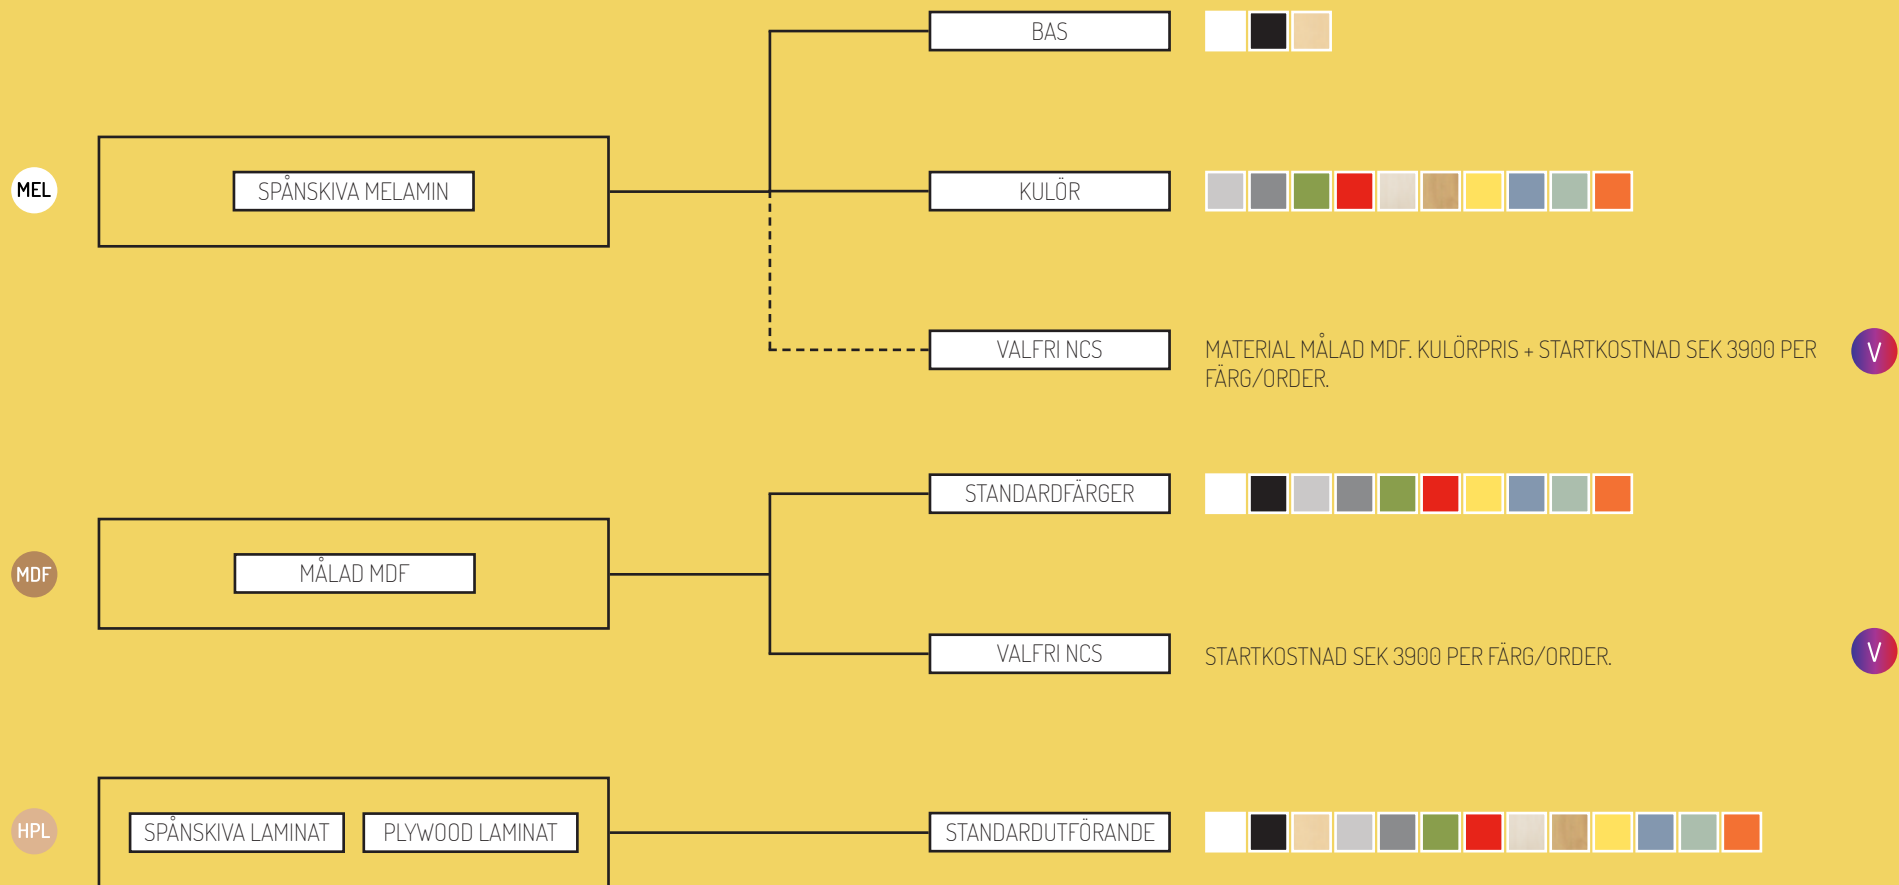 BAS
MEL
SPÅNSKIVA MELAMIN
KULÖR
VALFRI NCS
MATERIAL MÅLAD MDF. KULÖRPRIS + STARTKOSTNAD SEK 3900 PER
FÄRG/ORDER.
V
STANDARDFÄRGER
MDF
MÅLAD MDF
VALFRI NCS
STARTKOSTNAD SEK 3900 PER FÄRG/ORDER.
V
HPL
SPÅNSKIVA LAMINAT
PLYWOOD LAMINAT
STANDARDUTFÖRANDE